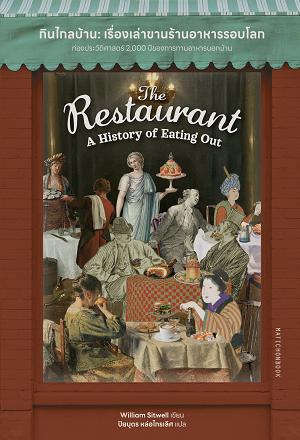 กินไกลบ้าน: เรื่องเล่าขานร้านอาหารรอบโลก
ท่องประวัติศาสตร์ 2,000 ปีของการทานอาหารนอกบ้าน
The
Restaurant
A History of Eating Out
MATICHONBOOK
William Sitwell เขียน
ปิยบุตร หล่อไกรเลิศ แปล